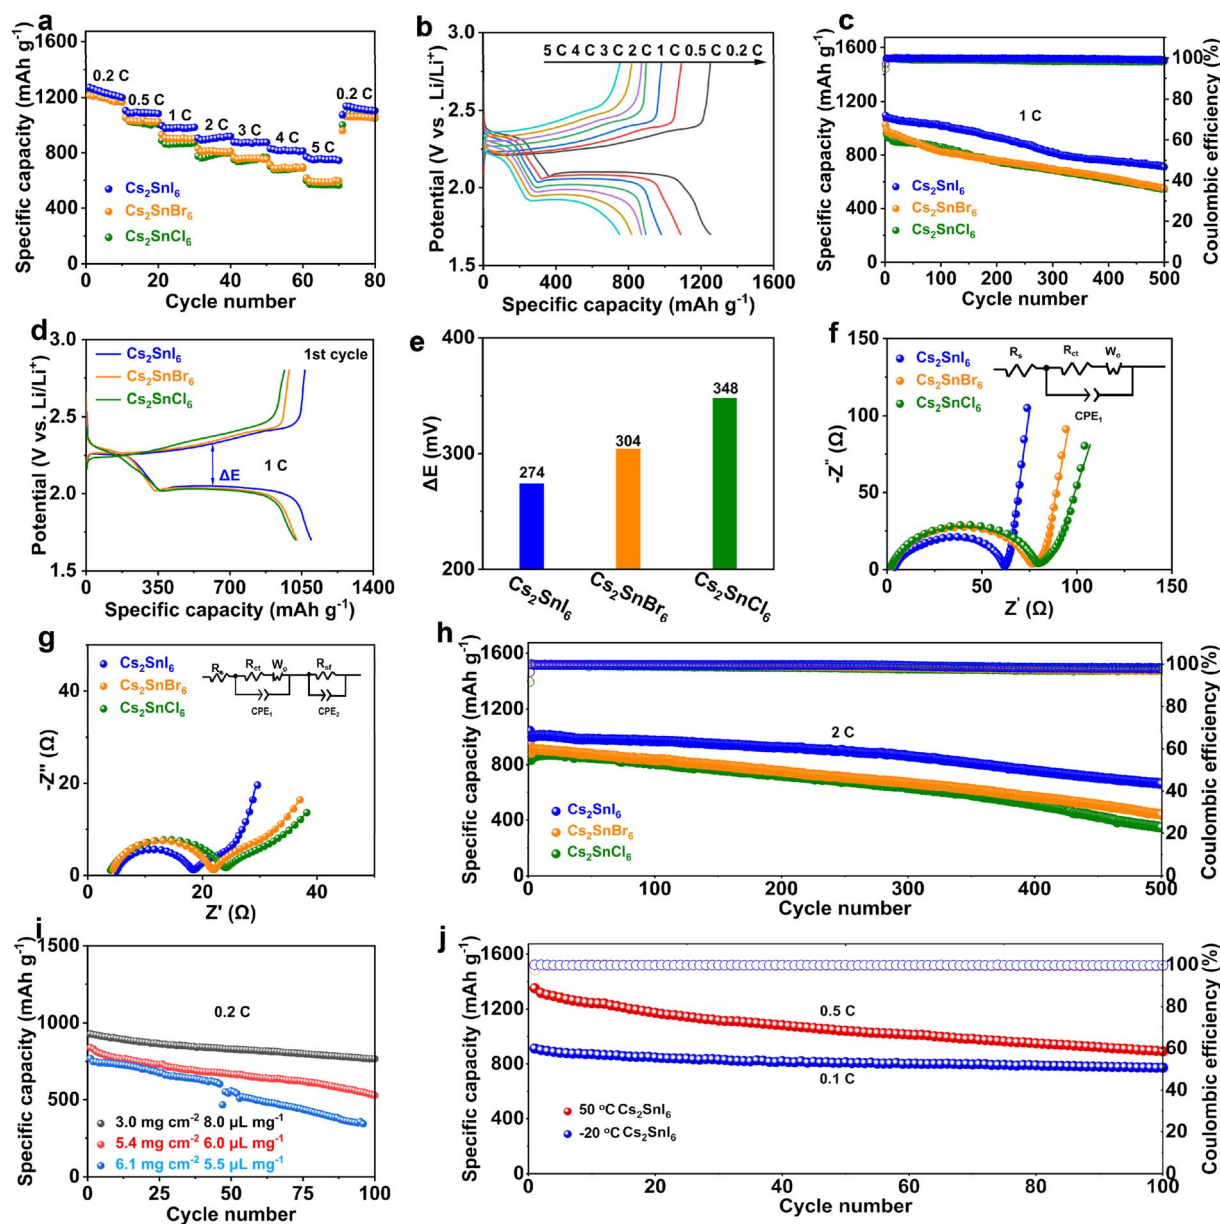 a
Specific capacity (mAh g⁻¹)
1600
1200
800
400
0
0.2 C
0.5 C
1 C
2 C
3 C
4 C
5 C
0.2 C
Cs₂SnI₆
Cs₂SnBr₆
Cs₂SnCl₆
0 20 40 60 80
Cycle number
b
Potential (V vs. Li/Li⁺)
3.0
2.5
2.0
1.5
5 C 4 C 3 C 2 C 1 C 0.5 C 0.2 C
0 400 800 1200 1600
Specific capacity (mAh g⁻¹)
c
Specific capacity (mAh g⁻¹)
1600
1200
800
400
0
1 C
Cs₂SnI₆
Cs₂SnBr₆
Cs₂SnCl₆
100
80
60
40
20
0
Coulombic efficiency (%)
0 100 200 300 400 500
Cycle number
d
Potential (V vs. Li/Li⁺)
3.0
2.5
2.0
1.5
Cs₂SnI₆
Cs₂SnBr₆
Cs₂SnCl₆
1st cycle
1 C
ΔE
0 350 700 1050 1400
Specific capacity (mAh g⁻¹)
e
ΔE (mV)
400
300
200
274
304
348
Cs₂SnI₆
Cs₂SnBr₆
Cs₂SnCl₆
f
-Z'' (Ω)
150
100
50
0
Cs₂SnI₆
Cs₂SnBr₆
Cs₂SnCl₆
Rs Rct Wo
CPE₁
0 50 100 150
Z' (Ω)
g
-Z'' (Ω)
40
20
0
Cs₂SnI₆
Cs₂SnBr₆
Cs₂SnCl₆
Rs Rct Wo Rsf
CPE₁ CPE₂
0 20 40
Z' (Ω)
h
Specific capacity (mAh g⁻¹)
1600
1200
800
400
0
2 C
Cs₂SnI₆
Cs₂SnBr₆
Cs₂SnCl₆
100
80
60
40
20
0
Coulombic efficiency (%)
0 100 200 300 400 500
Cycle number
i
Specific capacity (mAh g⁻¹)
1500
1000
500
0
0.2 C
3.0 mg cm⁻² 8.0 μL mg⁻¹
5.4 mg cm⁻² 6.0 μL mg⁻¹
6.1 mg cm⁻² 5.5 μL mg⁻¹
0 25 50 75 100
Cycle number
j
Specific capacity (mAh g⁻¹)
1600
1200
800
400
0
0.5 C
0.1 C
50 °C Cs₂SnI₆
-20 °C Cs₂SnI₆
100
80
60
40
20
0
Coulombic efficiency (%)
0 20 40 60 80 100
Cycle number